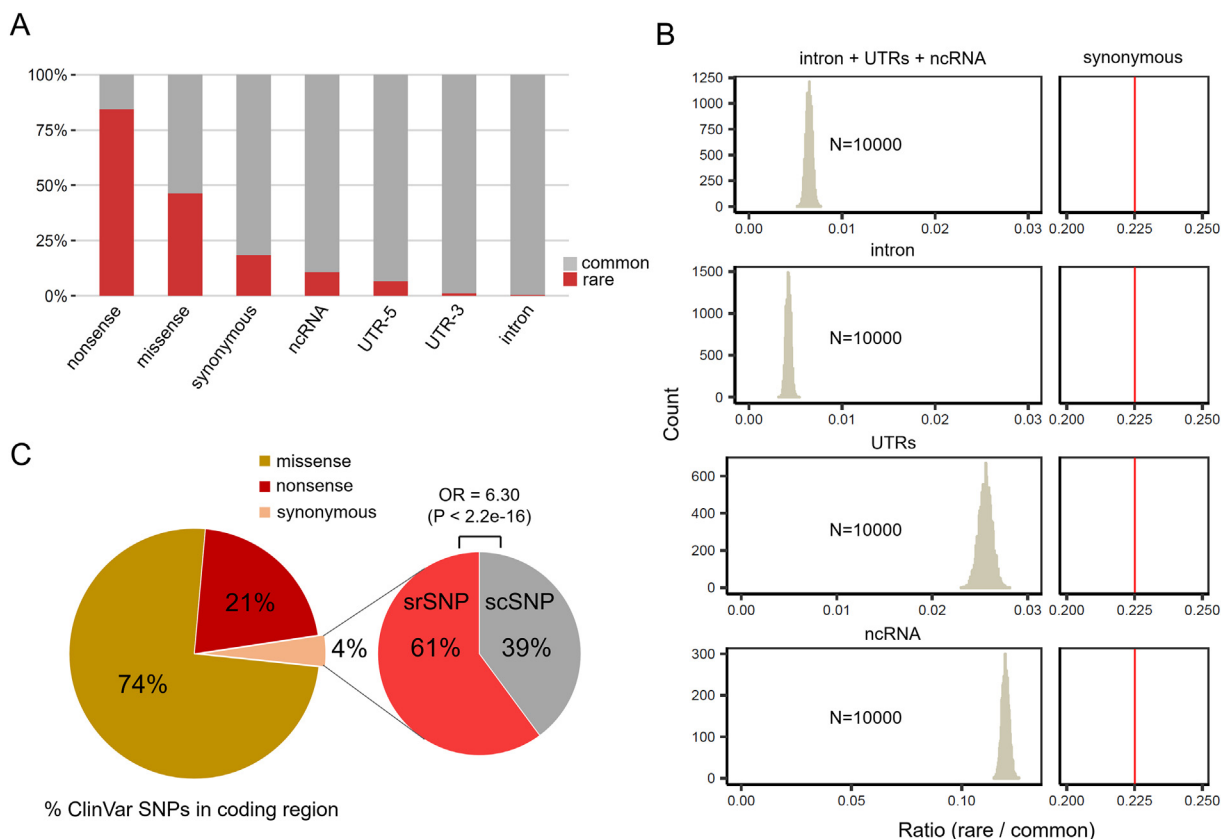 A
100%
75%
50%
25%
0%
common
rare
nonsense
missense
synonymous
ncRNA
UTR-5
UTR-3
intron
B
Count
intron + UTRs + ncRNA
synonymous
1250
1000
750
500
250
0
N=10000
0.00
0.01
0.02
0.03
0.200
0.225
0.250
intron
1500
1000
500
0
N=10000
0.00
0.01
0.02
0.03
0.200
0.225
0.250
UTRs
600
400
200
0
N=10000
0.00
0.01
0.02
0.03
0.200
0.225
0.250
ncRNA
300
200
100
0
N=10000
0.00
0.05
0.10
0.200
0.225
0.250
Ratio (rare / common)
C
missense
nonsense
synonymous
OR = 6.30
(P < 2.2e-16)
21%
74%
4%
srSNP
61%
scSNP
39%
% ClinVar SNPs in coding region